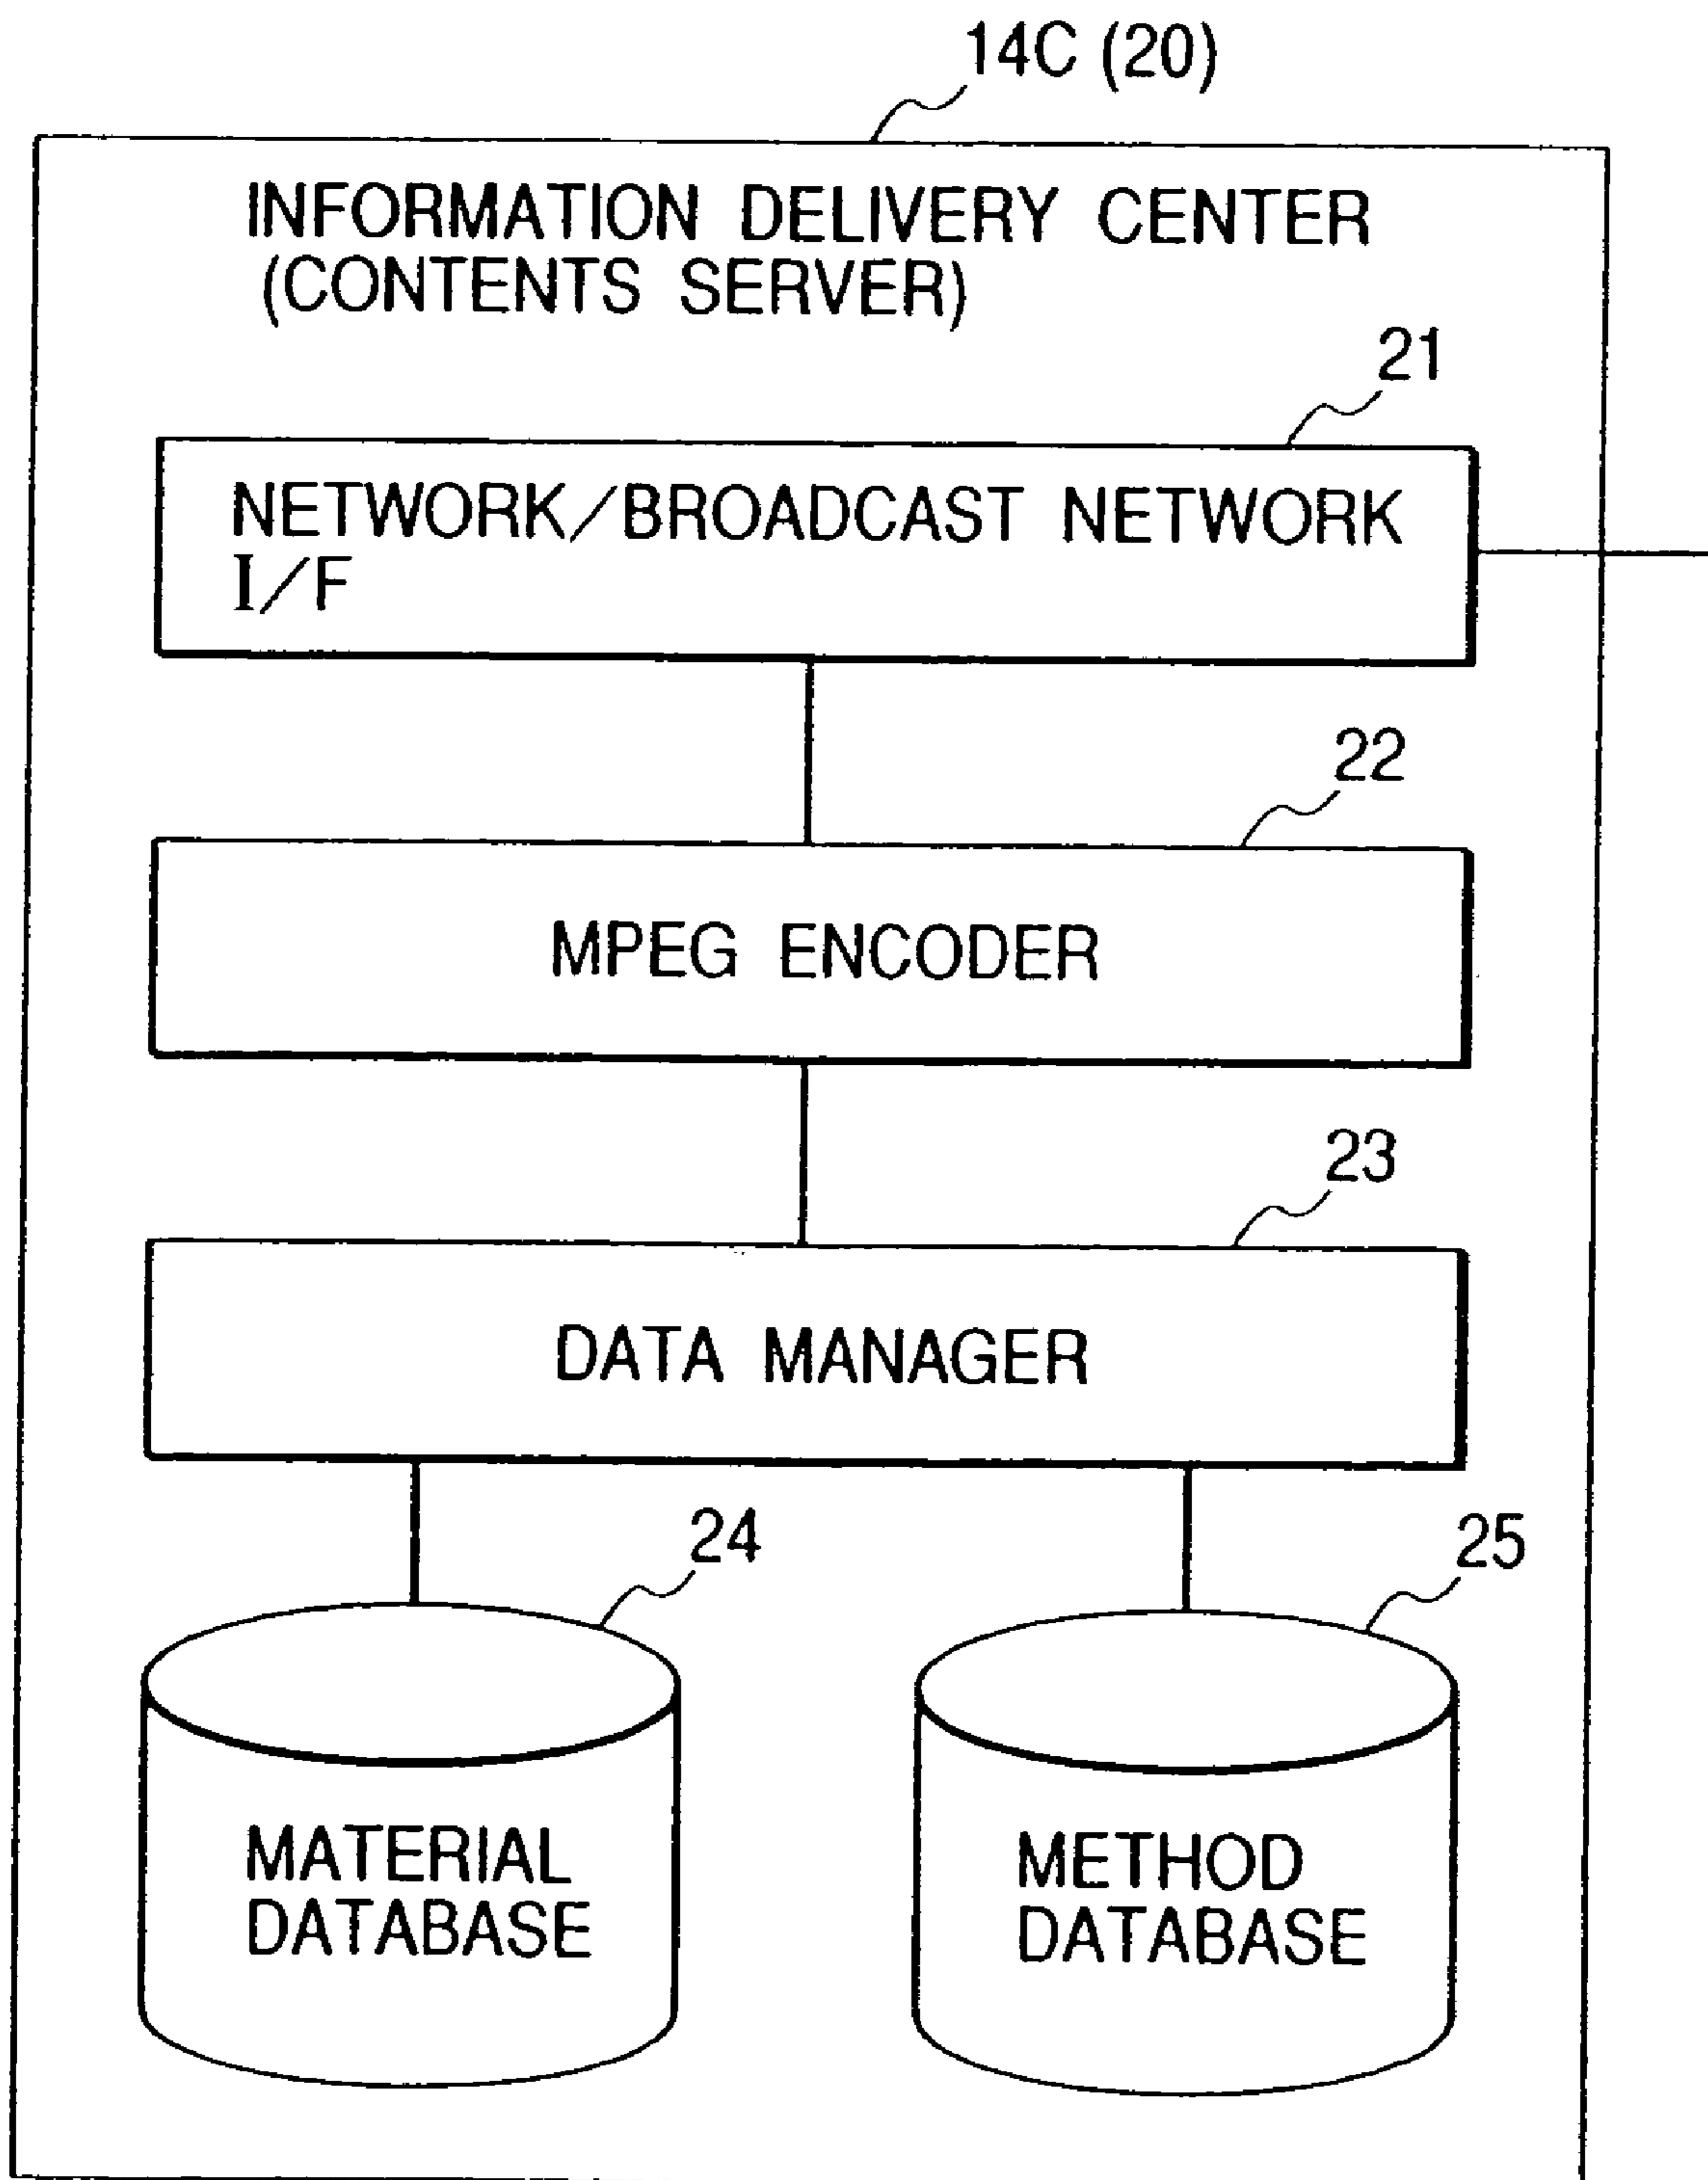 14C (20)
INFORMATION DELIVERY CENTER
(CONTENTS SERVER)
21
NETWORK/BROADCAST NETWORK
I/F
22
MPEG ENCODER
23
DATA MANAGER
24
25
MATERIAL
DATABASE
METHOD
DATABASE